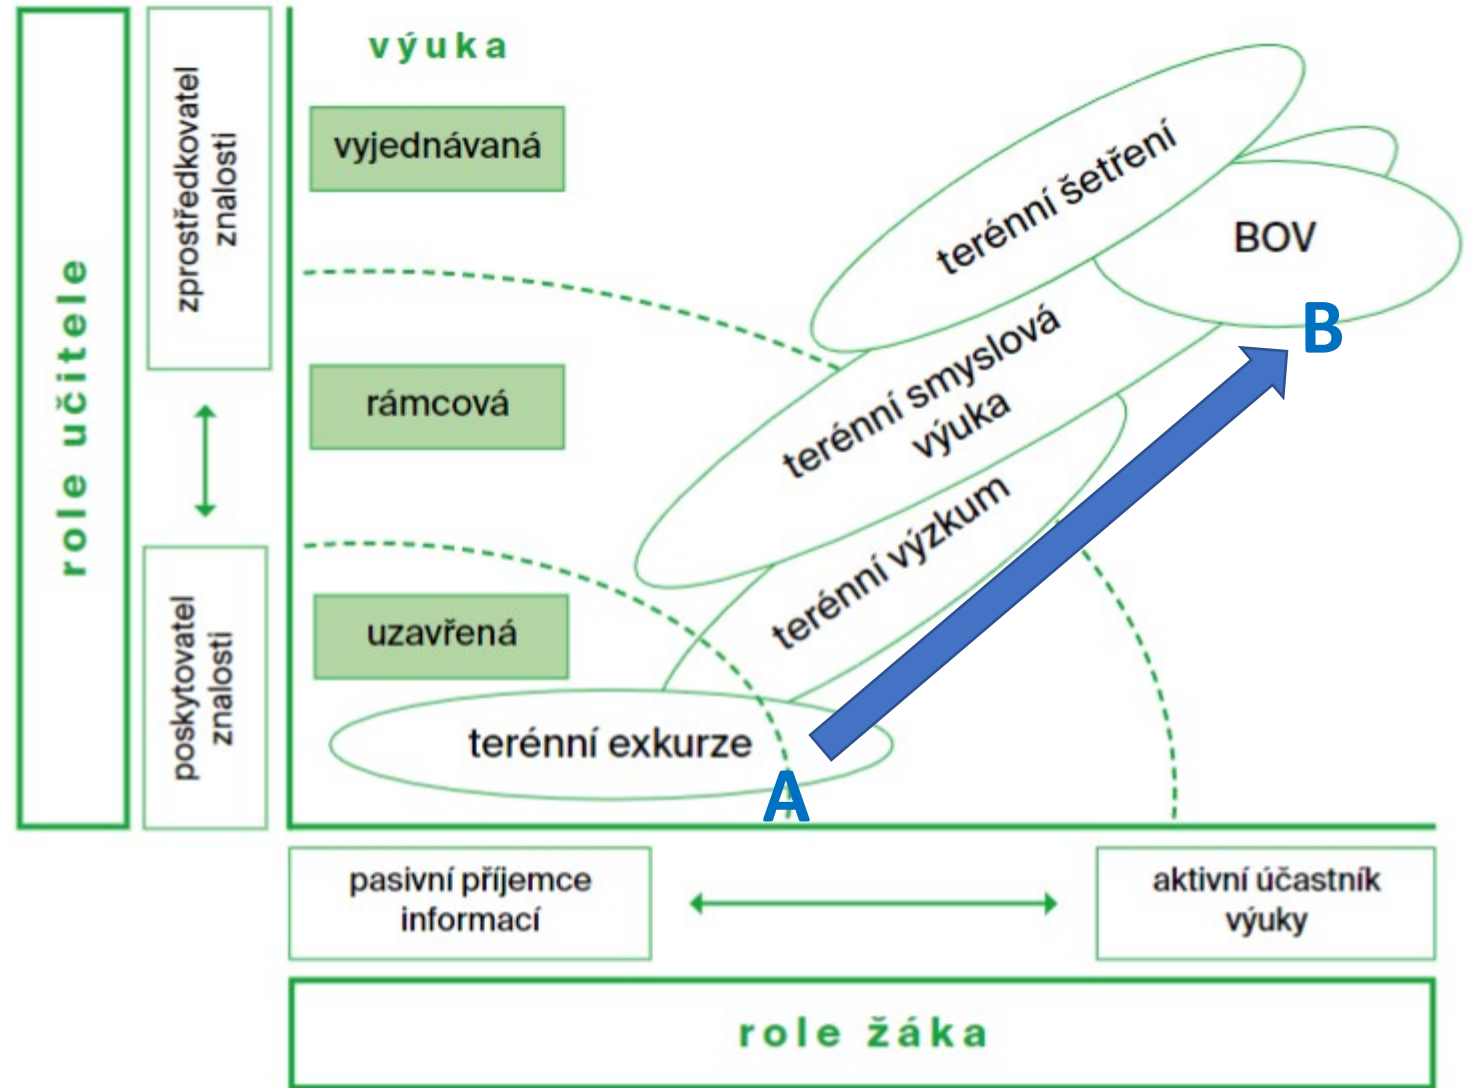 role učitele
zprostředkovatel
znalosti
poskytovatel
znalosti
výuka
vyjednávaná
rámcová
uzavřená
terénní šetření
BOV
B
terénní smyslová
výuka
terénní výzkum
terénní exkurze
A
pasivní příjemce
informací
aktivní účastník
výuky
role žáka